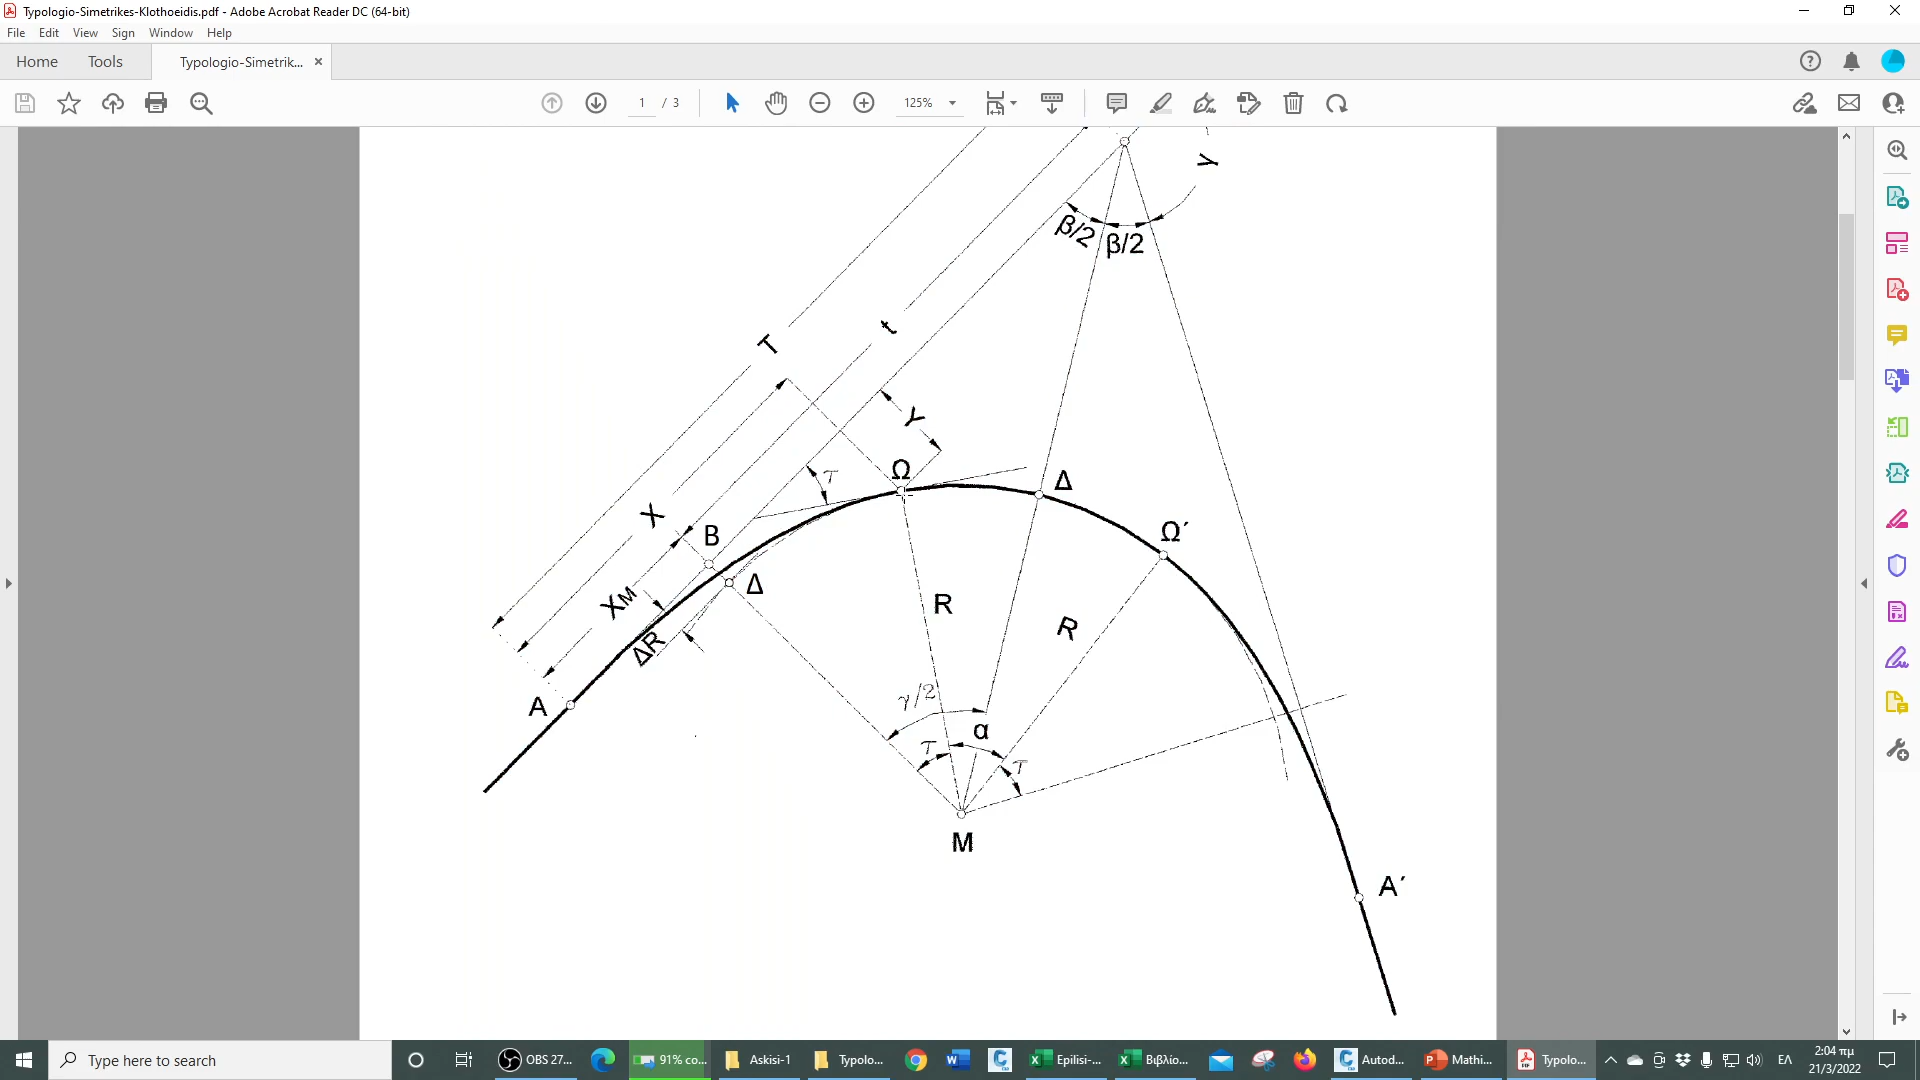 Typologio-Simetrikes-Klothoeidis.pdf - Adobe Acrobat Reader DC (64-bit)
File Edit View Sign Window Help
Home Tools Typologio-Simetrik...
1 / 3 125%
γ
β/2 β/2
T
t
Y
Ω
τ
Δ
X
B
Ω΄
Δ
XM
R
R
ΔR
A
γ/2
α
τ
τ
M
A΄
Type here to search
OBS 27...
91% co...
Askisi-1
Typolo...
Epilisi-...
Βιβλίο...
Autod...
Mathi...
Typolo...
ΕΛ
2:04 πμ
21/3/2022